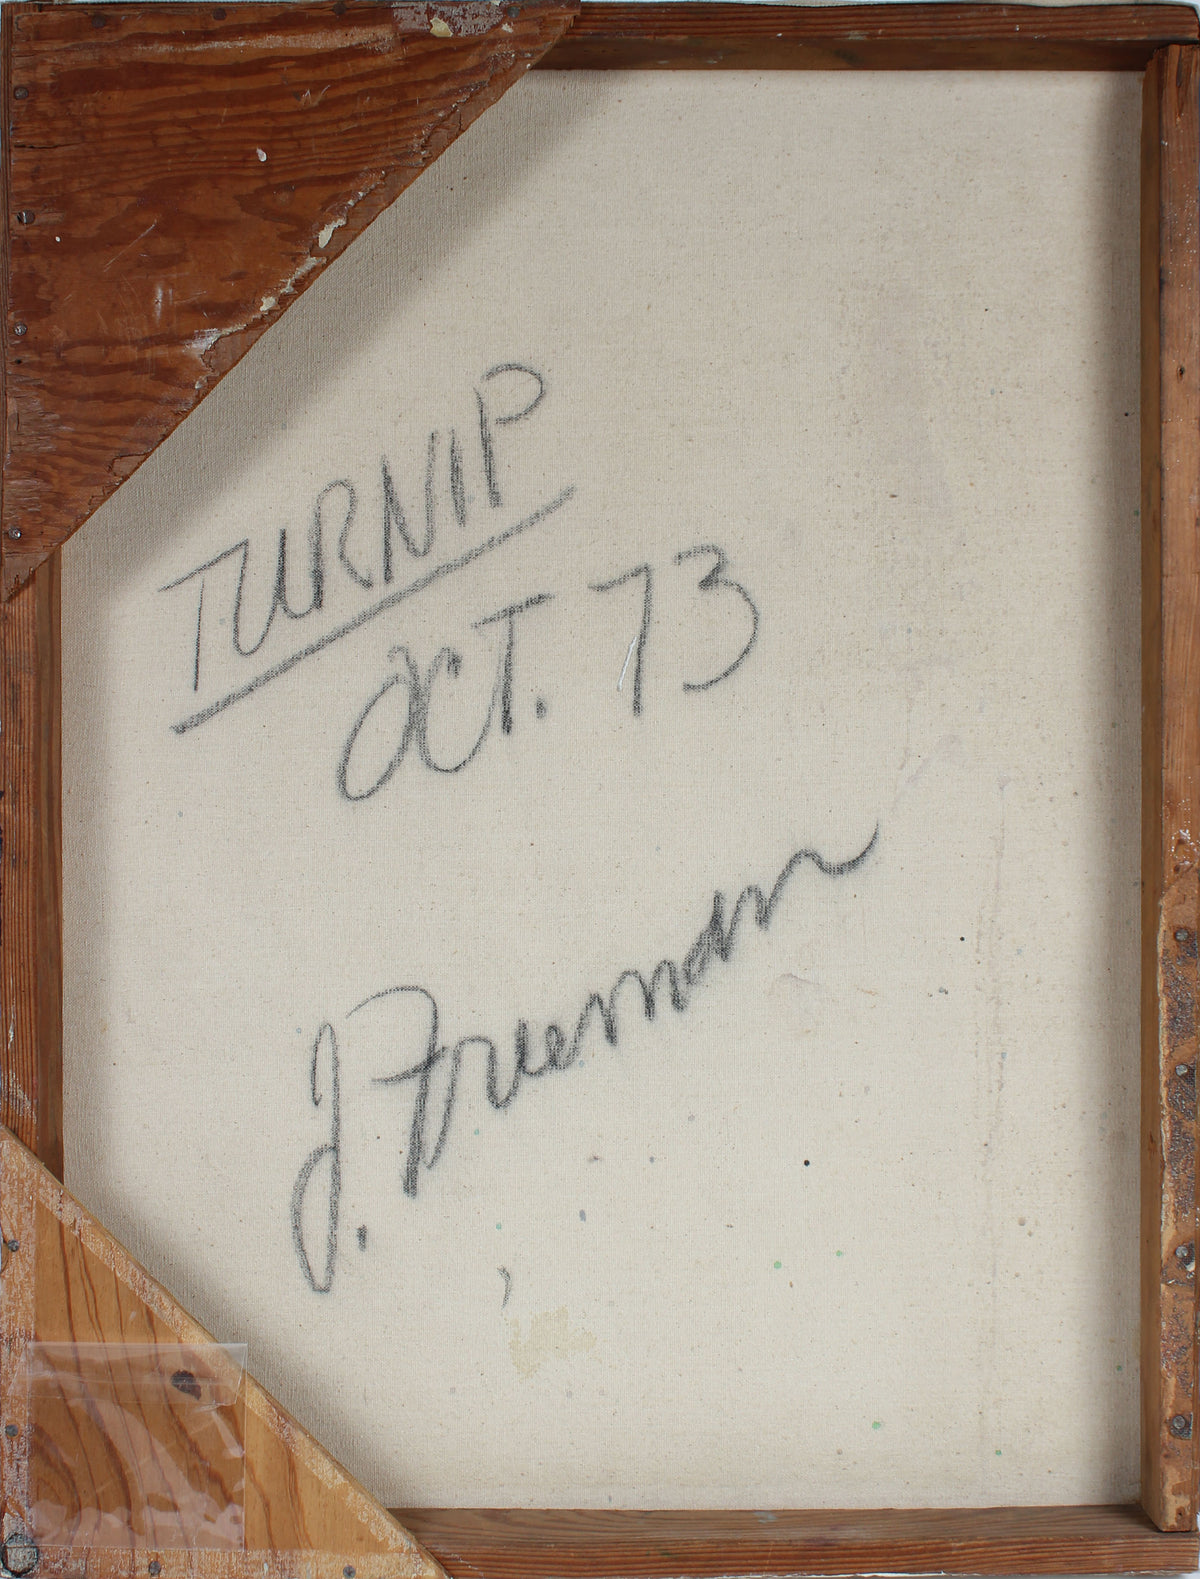 TURNIP
OCT. 73
J. Freeman